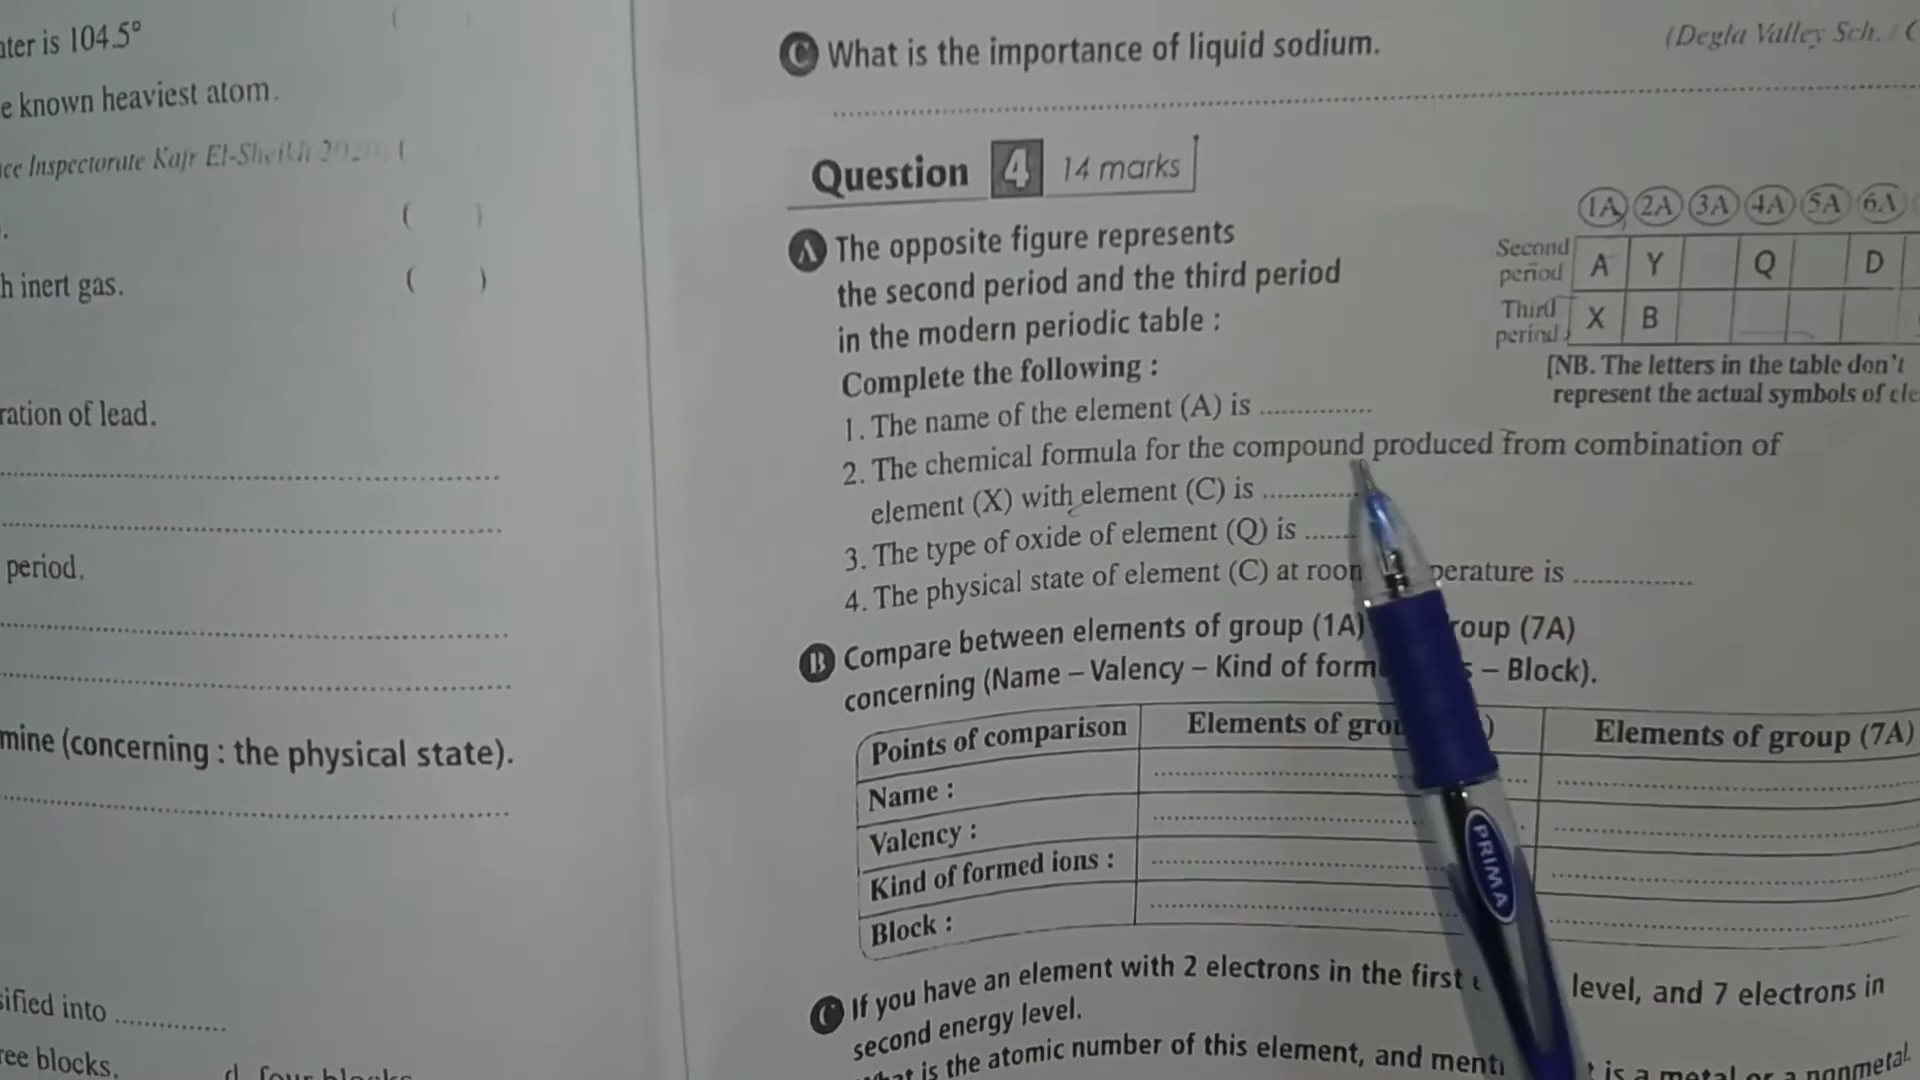 ater is 104.5°
e known heaviest atom.
ce Inspectorate Kafr El-Sheikh 2020 (
( )
h inert gas. ( )
ration of lead.
period.
mine (concerning : the physical state).
sified into
ree blocks. d. four blocks
C What is the importance of liquid sodium.
(Degla Valley Sch. / C
Question 4 14 marks
A The opposite figure represents
the second period and the third period
in the modern periodic table :
Complete the following :
1A 2A 3A 4A 5A 6A
Second period A Y Q D
Third period X B
[NB. The letters in the table don't
represent the actual symbols of ele
1. The name of the element (A) is ..............
2. The chemical formula for the compound produced from combination of
element (X) with element (C) is ............
3. The type of oxide of element (Q) is ......
4. The physical state of element (C) at room perature is ..............
B Compare between elements of group (1A) roup (7A)
concerning (Name – Valency – Kind of form s – Block).
Points of comparison Elements of grou ) Elements of group (7A)
Name :
Valency :
Kind of formed ions :
Block :
PRIMA
C If you have an element with 2 electrons in the first e level, and 7 electrons in
second energy level.
hat is the atomic number of this element, and menti t is a metal or a nonmetal.